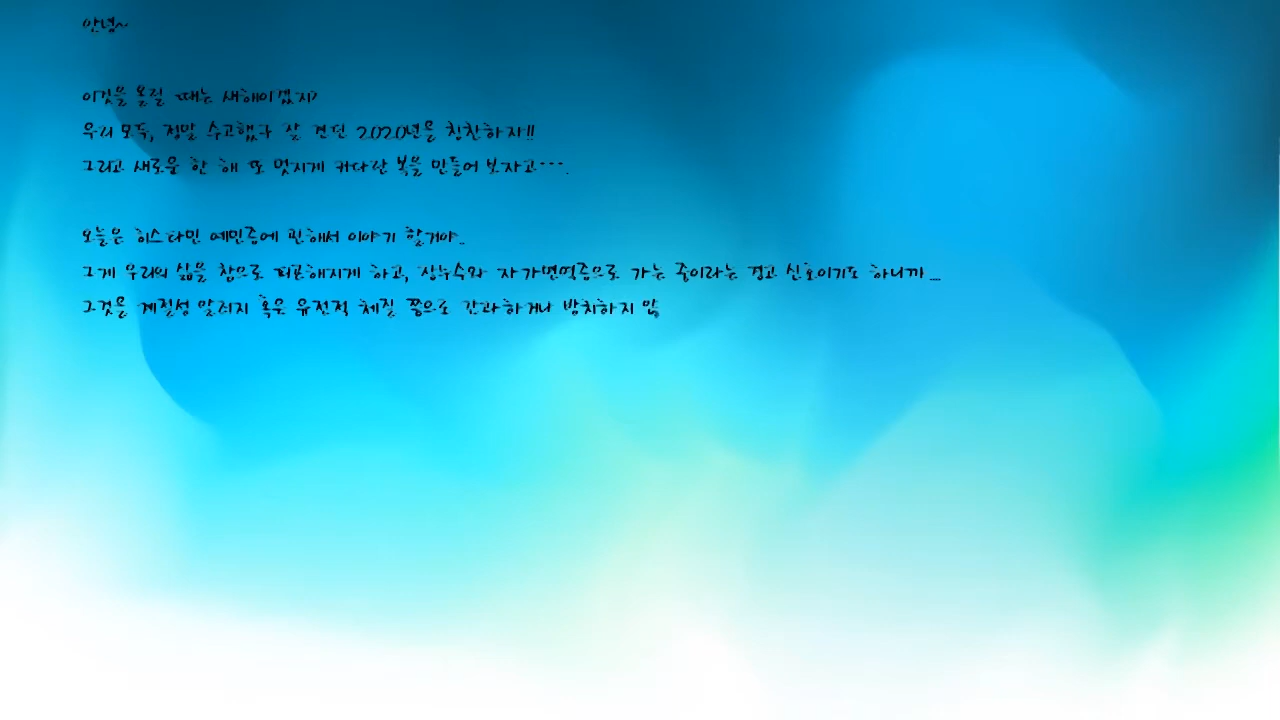 안녕~
이것을 올릴 때는 새해이겠지?
우리 모두, 정말 수고했구 잘 견딘 2020년을 칭찬하자!!
그리고 새로운 한 해 또 멋지게 커다란 복을 만들어 보자고....
오늘은 히스타민 예민증에 관해서 이야기 할거야..
그게 우리의 삶을 참으로 피곤해지게 하고, 장누수와 자가면역증으로 가는 중이라는 경고 신호이기도 하니까...
그것은 계절성 알러지 혹은 유전적 체질 쯤으로 간과하거나 방치하지 말